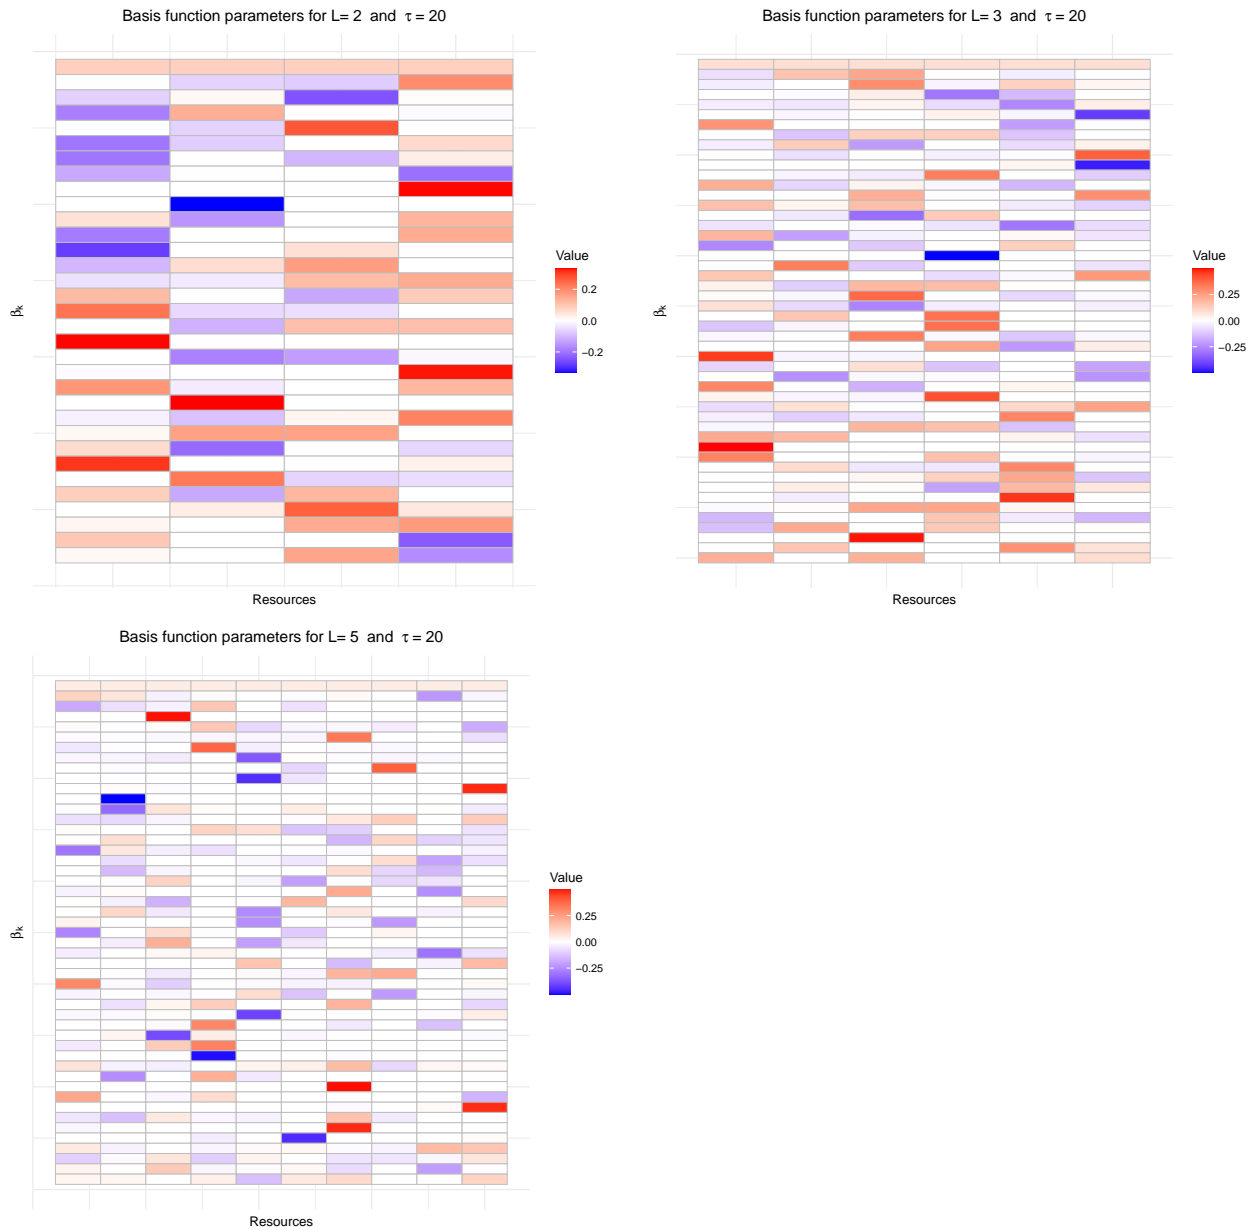 Basis function parameters for L= 2 and τ = 20
Value
0.2
0.0
−0.2
βk
Resources
Basis function parameters for L= 3 and τ = 20
Value
0.25
0.00
−0.25
βk
Resources
Basis function parameters for L= 5 and τ = 20
Value
0.25
0.00
−0.25
βk
Resources